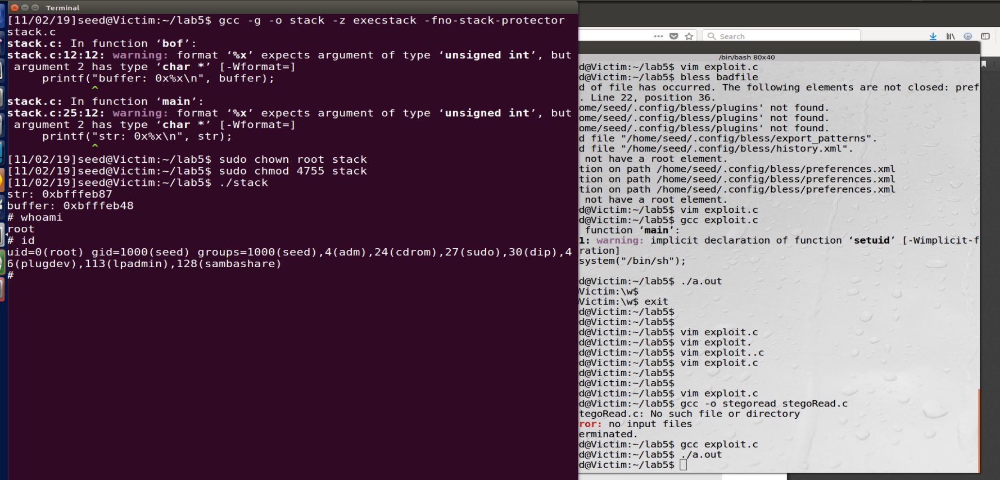 Terminal
[11/02/19]seed@Victim:~/lab5$ gcc -g -o stack -z execstack -fno-stack-protector
stack.c
stack.c: In function ‘bof’:
stack.c:12:12: warning: format ‘%x’ expects argument of type ‘unsigned int’, but
 argument 2 has type ‘char *’ [-Wformat=]
     printf("buffer: 0x%x\n", buffer);
            ^
stack.c: In function ‘main’:
stack.c:25:12: warning: format ‘%x’ expects argument of type ‘unsigned int’, but
 argument 2 has type ‘char *’ [-Wformat=]
     printf("str: 0x%x\n", str);
            ^
[11/02/19]seed@Victim:~/lab5$ sudo chown root stack
[11/02/19]seed@Victim:~/lab5$ sudo chmod 4755 stack
[11/02/19]seed@Victim:~/lab5$ ./stack
str: 0xbfffeb87
buffer: 0xbfffeb48
# whoami
root
# id
uid=0(root) gid=1000(seed) groups=1000(seed),4(adm),24(cdrom),27(sudo),30(dip),4
6(plugdev),113(lpadmin),128(sambashare)
#
Search
/bin/bash 80x40
d@Victim:~/lab5$ vim exploit.c
d@Victim:~/lab5$ bless badfile
d of file has occurred. The following elements are not closed: pref
. Line 22, position 36.
ome/seed/.config/bless/plugins' not found.
ome/seed/.config/bless/plugins' not found.
ome/seed/.config/bless/plugins' not found.
d file "/home/seed/.config/bless/export_patterns".
d file "/home/seed/.config/bless/history.xml".
 not have a root element.
tion on path /home/seed/.config/bless/preferences.xml
tion on path /home/seed/.config/bless/preferences.xml
tion on path /home/seed/.config/bless/preferences.xml
 not have a root element.
d@Victim:~/lab5$ vim exploit.c
d@Victim:~/lab5$ gcc exploit.c
 function ‘main’:
1: warning: implicit declaration of function ‘setuid’ [-Wimplicit-f
ration]
system("/bin/sh");
d@Victim:~/lab5$ ./a.out
Victim:\w$
Victim:\w$ exit
d@Victim:~/lab5$
d@Victim:~/lab5$
d@Victim:~/lab5$ vim exploit.c
d@Victim:~/lab5$ vim exploit.
d@Victim:~/lab5$ vim exploit..c
d@Victim:~/lab5$ vim exploit.c
d@Victim:~/lab5$
d@Victim:~/lab5$
d@Victim:~/lab5$ vim exploit.c
d@Victim:~/lab5$ gcc -o stegoread stegoRead.c
tegoRead.c: No such file or directory
ror: no input files
erminated.
d@Victim:~/lab5$ gcc exploit.c
d@Victim:~/lab5$ ./a.out
d@Victim:~/lab5$